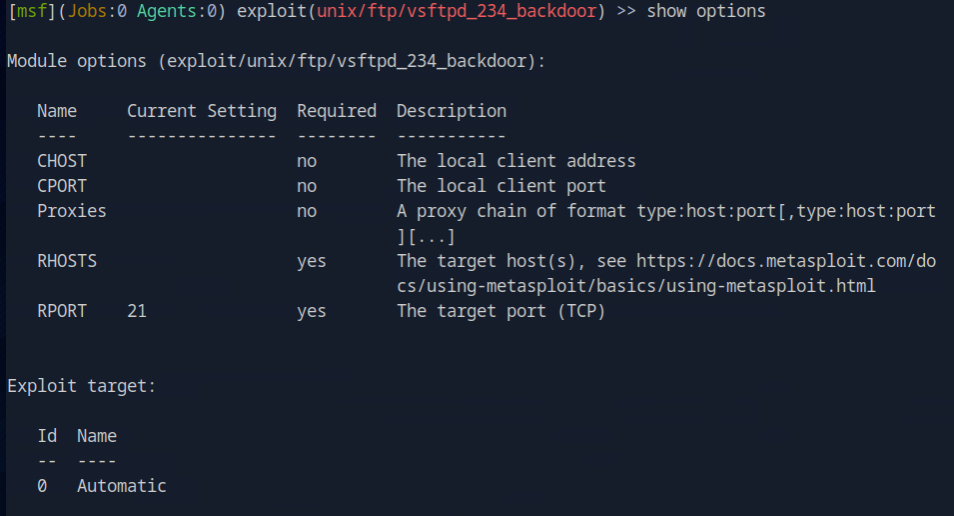 [msf](Jobs:0 Agents:0) exploit(unix/ftp/vsftpd_234_backdoor) >> show options
Module options (exploit/unix/ftp/vsftpd_234_backdoor):
Name     Current Setting  Required  Description
----     ---------------  --------  -----------
CHOST                     no        The local client address
CPORT                     no        The local client port
Proxies                   no        A proxy chain of format type:host:port[,type:host:port
][...]
RHOSTS                    yes       The target host(s), see https://docs.metasploit.com/do
cs/using-metasploit/basics/using-metasploit.html
RPORT    21               yes       The target port (TCP)
Exploit target:
Id  Name
--  ----
0   Automatic